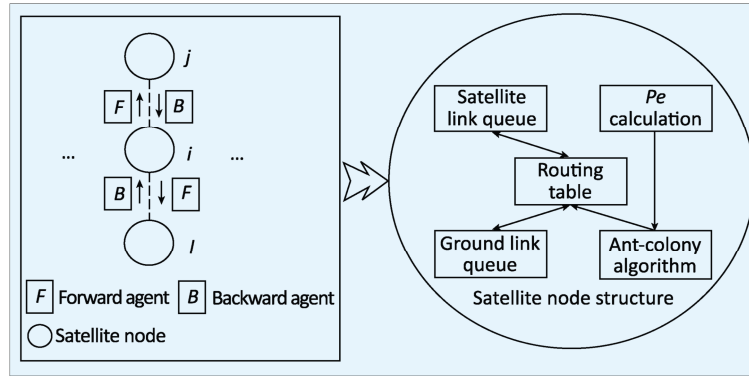 j
F
B
...
i
...
B
F
l
F Forward agent B Backward agent
Satellite node
Satellite
link queue
Pe
calculation
Routing
table
Ground link
queue
Ant-colony
algorithm
Satellite node structure